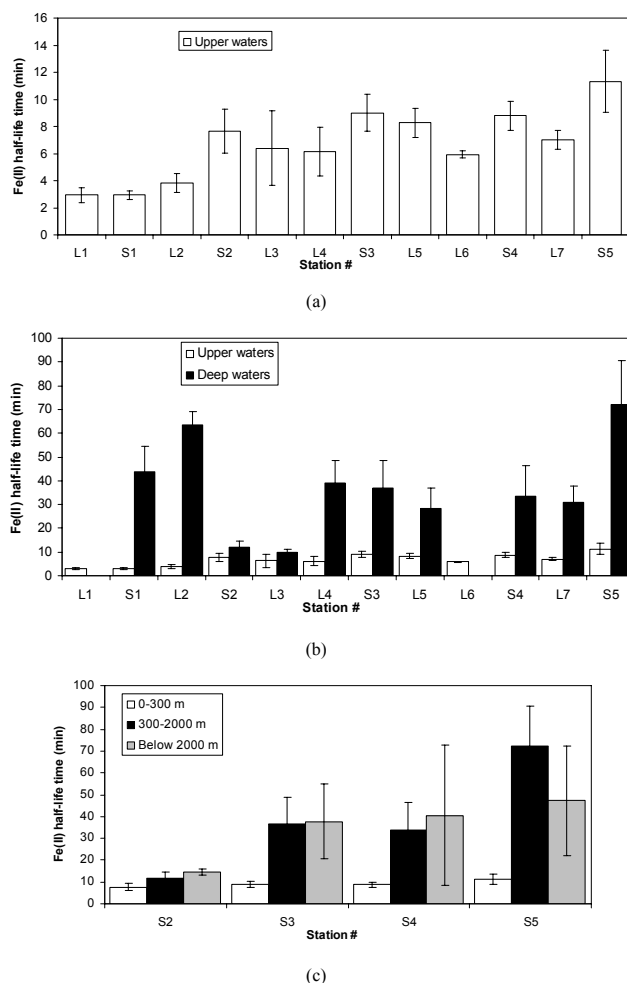 16
14
12
10
8
6
4
2
0
Fe(II) half-life time (min)
Upper waters
L1 S1 L2 S2 L3 L4 S3 L5 L6 S4 L7 S5
Station #
(a)
100
90
80
70
60
50
40
30
20
10
0
Fe(II) half-life time (min)
Upper waters
Deep waters
L1 S1 L2 S2 L3 L4 S3 L5 L6 S4 L7 S5
Station #
(b)
100
90
80
70
60
50
40
30
20
10
0
Fe(II) half-life time (min)
0-300 m
300-2000 m
Below 2000 m
S2 S3 S4 S5
Station #
(c)